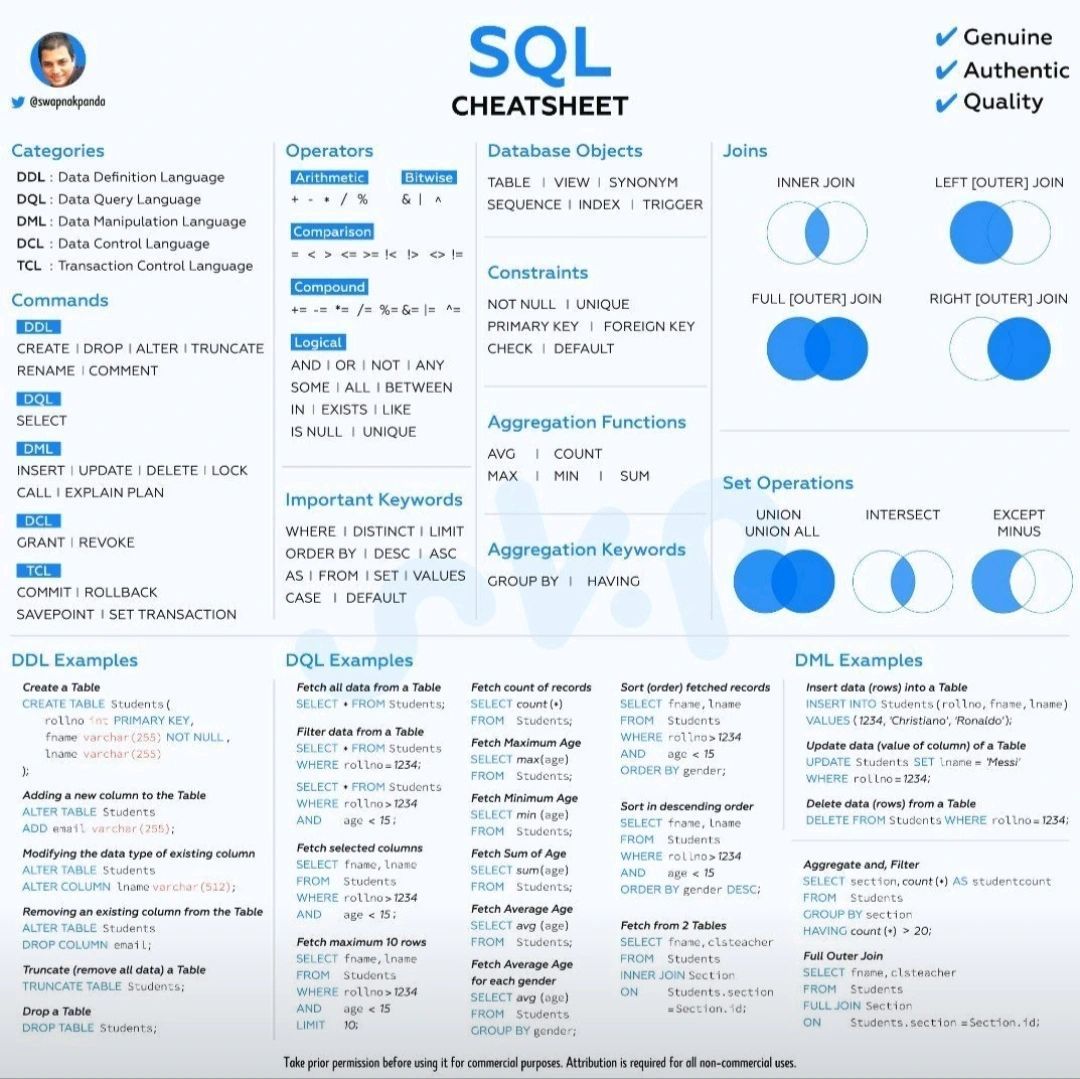 SQL
CHEATSHEET
@swapnakpanda
✔ Genuine
✔ Authentic
✔ Quality
Categories
DDL : Data Definition Language
DQL : Data Query Language
DML : Data Manipulation Language
DCL : Data Control Language
TCL : Transaction Control Language
Commands
DDL
CREATE | DROP | ALTER | TRUNCATE
RENAME | COMMENT
DQL
SELECT
DML
INSERT | UPDATE | DELETE | LOCK
CALL | EXPLAIN PLAN
DCL
GRANT | REVOKE
TCL
COMMIT | ROLLBACK
SAVEPOINT | SET TRANSACTION
Operators
Arithmetic
+ - * / %
Bitwise
& | ^
Comparison
= < > <= >= !< !> <> !=
Compound
+= -= *= /= %= &= |= ^=
Logical
AND | OR | NOT | ANY
SOME | ALL | BETWEEN
IN | EXISTS | LIKE
IS NULL | UNIQUE
Important Keywords
WHERE | DISTINCT | LIMIT
ORDER BY | DESC | ASC
AS | FROM | SET | VALUES
CASE | DEFAULT
Database Objects
TABLE | VIEW | SYNONYM
SEQUENCE | INDEX | TRIGGER
Constraints
NOT NULL | UNIQUE
PRIMARY KEY | FOREIGN KEY
CHECK | DEFAULT
Aggregation Functions
AVG | COUNT
MAX | MIN | SUM
Aggregation Keywords
GROUP BY | HAVING
Joins
INNER JOIN
LEFT [OUTER] JOIN
FULL [OUTER] JOIN
RIGHT [OUTER] JOIN
Set Operations
UNION
UNION ALL
INTERSECT
EXCEPT
MINUS
DDL Examples
Create a Table
CREATE TABLE Students(
rollno int PRIMARY KEY,
fname varchar(255) NOT NULL,
lname varchar(255)
);
Adding a new column to the Table
ALTER TABLE Students
ADD email varchar(255);
Modifying the data type of existing column
ALTER TABLE Students
ALTER COLUMN lname varchar(512);
Removing an existing column from the Table
ALTER TABLE Students
DROP COLUMN email;
Truncate (remove all data) a Table
TRUNCATE TABLE Students;
Drop a Table
DROP TABLE Students;
DQL Examples
Fetch all data from a Table
SELECT * FROM Students;
Filter data from a Table
SELECT * FROM Students
WHERE rollno=1234;
SELECT * FROM Students
WHERE rollno>1234
AND age < 15;
Fetch selected columns
SELECT fname, lname
FROM Students
WHERE rollno>1234
AND age < 15;
Fetch maximum 10 rows
SELECT fname, lname
FROM Students
WHERE rollno>1234
AND age < 15
LIMIT 10;
Fetch count of records
SELECT count(*)
FROM Students;
Fetch Maximum Age
SELECT max(age)
FROM Students;
Fetch Minimum Age
SELECT min (age)
FROM Students;
Fetch Sum of Age
SELECT sum(age)
FROM Students;
Fetch Average Age
SELECT avg (age)
FROM Students;
Fetch Average Age
for each gender
SELECT avg (age)
FROM Students
GROUP BY gender;
Sort (order) fetched records
SELECT fname, lname
FROM Students
WHERE rollno>1234
AND age < 15
ORDER BY gender;
Sort in descending order
SELECT fname, lname
FROM Students
WHERE rollno>1234
AND age < 15
ORDER BY gender DESC;
Fetch from 2 Tables
SELECT fname, clsteacher
FROM Students
INNER JOIN Section
ON Students.section
=Section.id;
DML Examples
Insert data (rows) into a Table
INSERT INTO Students(rollno, fname, lname)
VALUES (1234, 'Christiano', 'Ronaldo');
Update data (value of column) of a Table
UPDATE Students SET lname = 'Messi'
WHERE rollno=1234;
Delete data (rows) from a Table
DELETE FROM Students WHERE rollno=1234;
Aggregate and, Filter
SELECT section, count(*) AS studentcount
FROM Students
GROUP BY section
HAVING count(*) > 20;
Full Outer Join
SELECT fname, clsteacher
FROM Students
FULL JOIN Section
ON Students.section =Section.id;
Take prior permission before using it for commercial purposes. Attribution is required for all non-commercial uses.